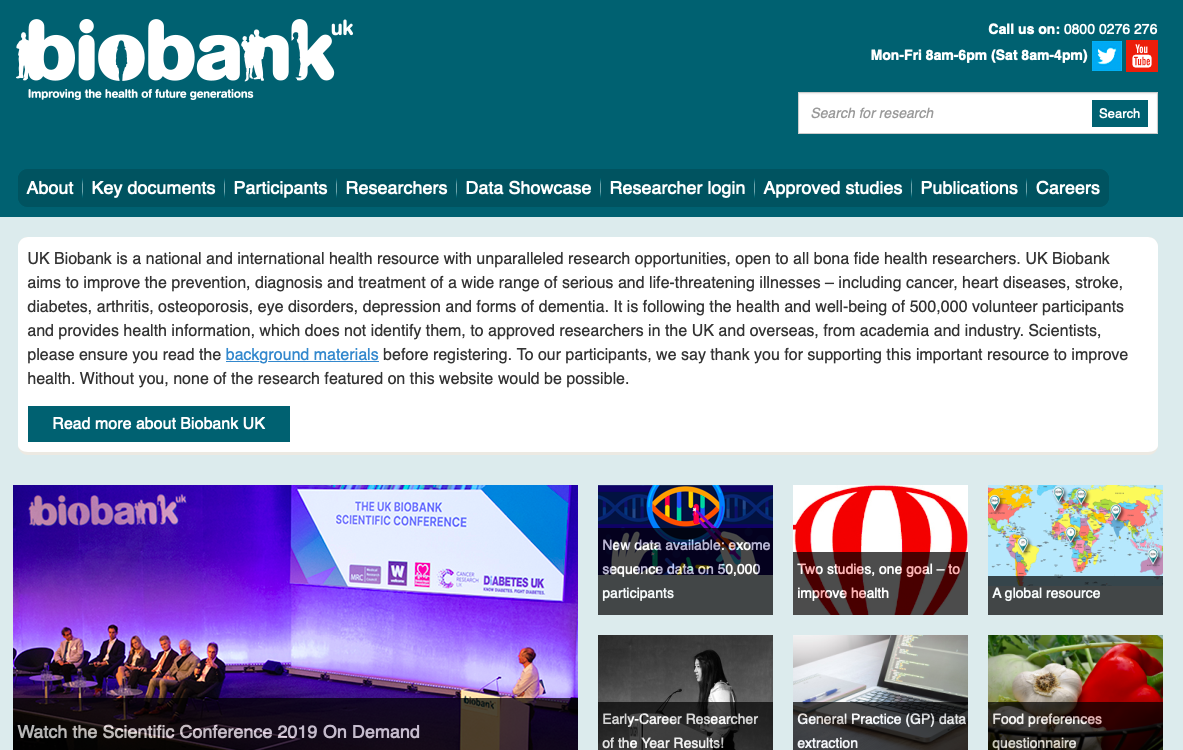 biobank uk
Improving the health of future generations
Call us on: 0800 0276 276
Mon-Fri 8am-6pm (Sat 8am-4pm)
You
Tube
Search for research
Search
About
Key documents
Participants
Researchers
Data Showcase
Researcher login
Approved studies
Publications
Careers
UK Biobank is a national and international health resource with unparalleled research opportunities, open to all bona fide health researchers. UK Biobank
aims to improve the prevention, diagnosis and treatment of a wide range of serious and life-threatening illnesses – including cancer, heart diseases, stroke,
diabetes, arthritis, osteoporosis, eye disorders, depression and forms of dementia. It is following the health and well-being of 500,000 volunteer participants
and provides health information, which does not identify them, to approved researchers in the UK and overseas, from academia and industry. Scientists,
please ensure you read the background materials before registering. To our participants, we say thank you for supporting this important resource to improve
health. Without you, none of the research featured on this website would be possible.
Read more about Biobank UK
biobank uk
THE UK BIOBANK
SCIENTIFIC CONFERENCE
MRC
W
CANCER
RESEARCH
UK
DIABETES UK
KNOW DIABETES. FIGHT DIABETES.
biobank
Watch the Scientific Conference 2019 On Demand
New data available: exome
sequence data on 50,000
participants
Two studies, one goal – to
improve health
A global resource
Early-Career Researcher
of the Year Results!
General Practice (GP) data
extraction
Food preferences
questionnaire